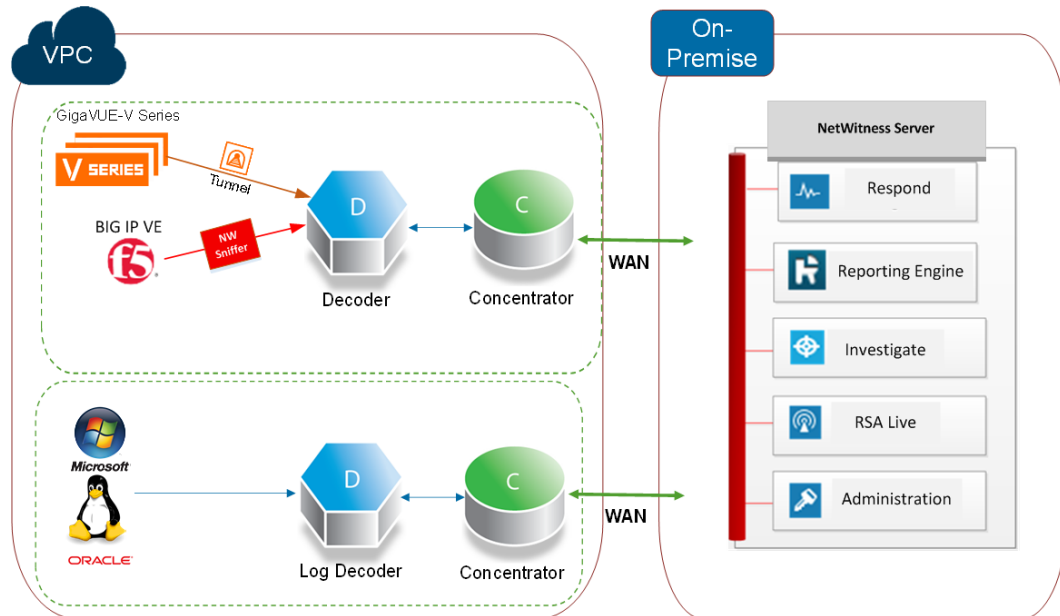 VPC
On-
Premise
GigaVUE-V Series
V SERIES
Tunnel
BIG IP VE
f5
NW
Sniffer
D
C
Decoder
Concentrator
WAN
NetWitness Server
Respond
Reporting Engine
Investigate
RSA Live
Administration
Microsoft
ORACLE
D
C
Log Decoder
Concentrator
WAN